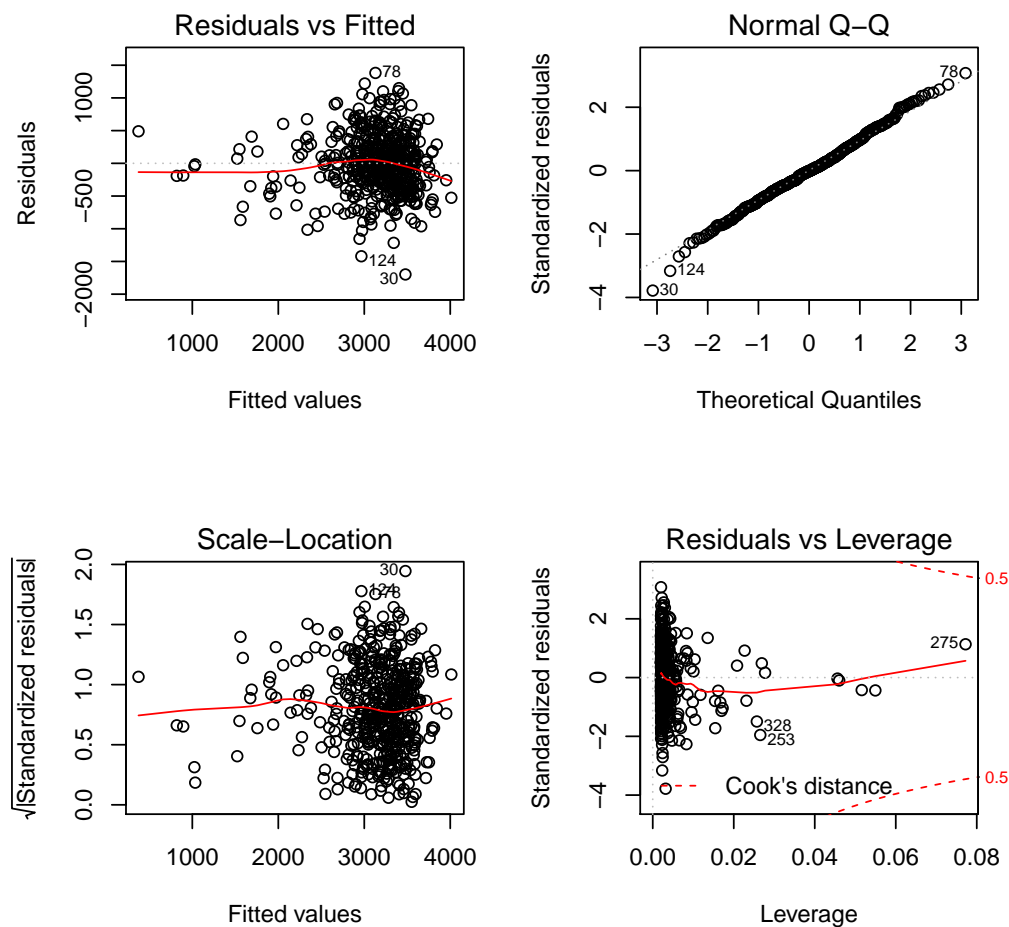 Residuals vs Fitted
Residuals
1000
−500
−2000
78
124
30
1000 2000 3000 4000
Fitted values
Normal Q−Q
Standardized residuals
2
0
−2
−4
78
124
30
−3 −2 −1 0 1 2 3
Theoretical Quantiles
Scale−Location
√|Standardized residuals|
2.0
1.5
1.0
0.5
0.0
30
124
78
1000 2000 3000 4000
Fitted values
Residuals vs Leverage
Standardized residuals
2
0
−2
−4
0.5
275
328
253
0.5
Cook's distance
0.00 0.02 0.04 0.06 0.08
Leverage